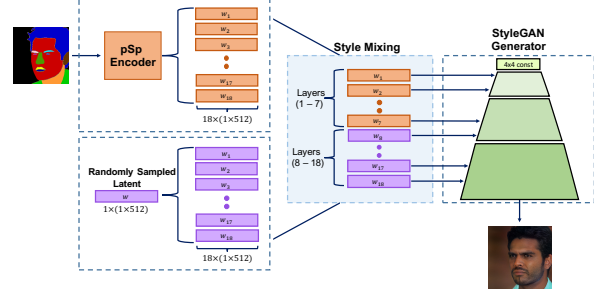 pSp
Encoder
w₁
w₂
w₃
w₁₇
w₁₈
18×(1×512)
Randomly Sampled
Latent
w
1×(1×512)
w₁
w₂
w₃
w₁₇
w₁₈
18×(1×512)
Style Mixing
Layers
(1 – 7)
w₁
w₂
w₇
Layers
(8 – 18)
w₈
w₁₇
w₁₈
StyleGAN
Generator
4x4 const